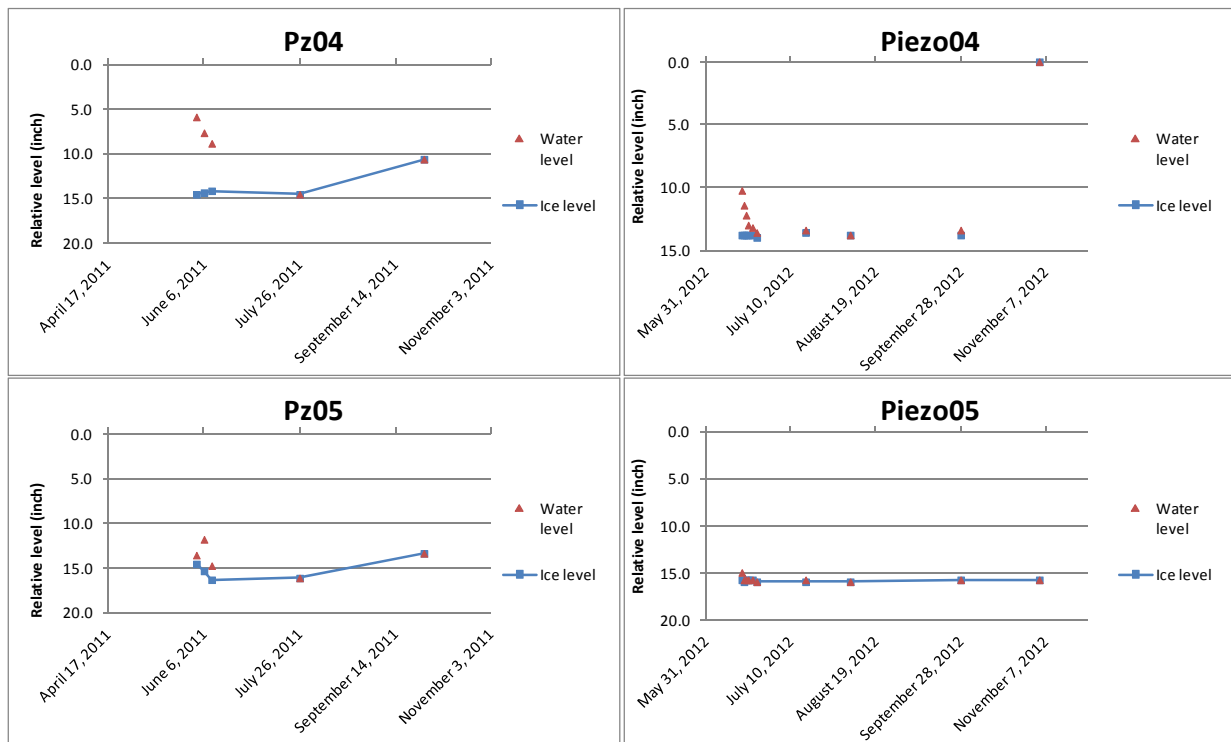 Pz04
0.0
5.0
10.0
15.0
20.0
Relative level (inch)
April 17, 2011
June 6, 2011
July 26, 2011
September 14, 2011
November 3, 2011
Water
level
Ice level
Piezo04
0.0
5.0
10.0
15.0
Relative level (inch)
May 31, 2012
July 10, 2012
August 19, 2012
September 28, 2012
November 7, 2012
Water
level
Ice level
Pz05
0.0
5.0
10.0
15.0
20.0
Relative level (inch)
April 17, 2011
June 6, 2011
July 26, 2011
September 14, 2011
November 3, 2011
Water
level
Ice level
Piezo05
0.0
5.0
10.0
15.0
20.0
Relative level (inch)
May 31, 2012
July 10, 2012
August 19, 2012
September 28, 2012
November 7, 2012
Water
level
Ice level